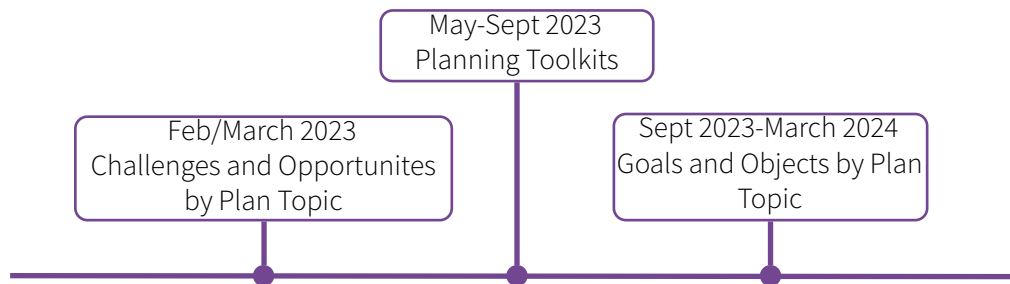 Feb/March 2023
Challenges and Opportunites
by Plan Topic
May-Sept 2023
Planning Toolkits
Sept 2023-March 2024
Goals and Objects by Plan
Topic